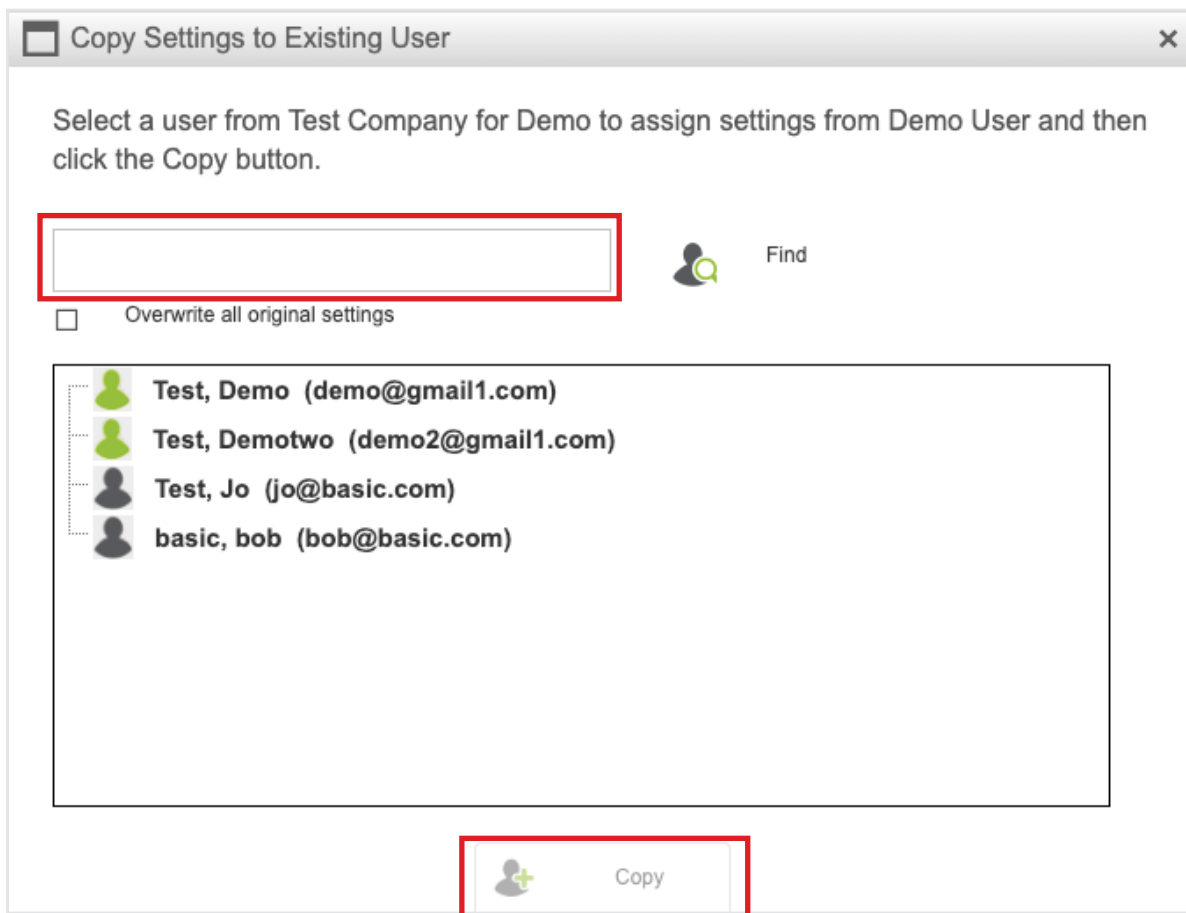 Copy Settings to Existing User
Select a user from Test Company for Demo to assign settings from Demo User and then
click the Copy button.
Find
Overwrite all original settings
Test, Demo (demo@gmail1.com)
Test, Demotwo (demo2@gmail1.com)
Test, Jo (jo@basic.com)
basic, bob (bob@basic.com)
Copy